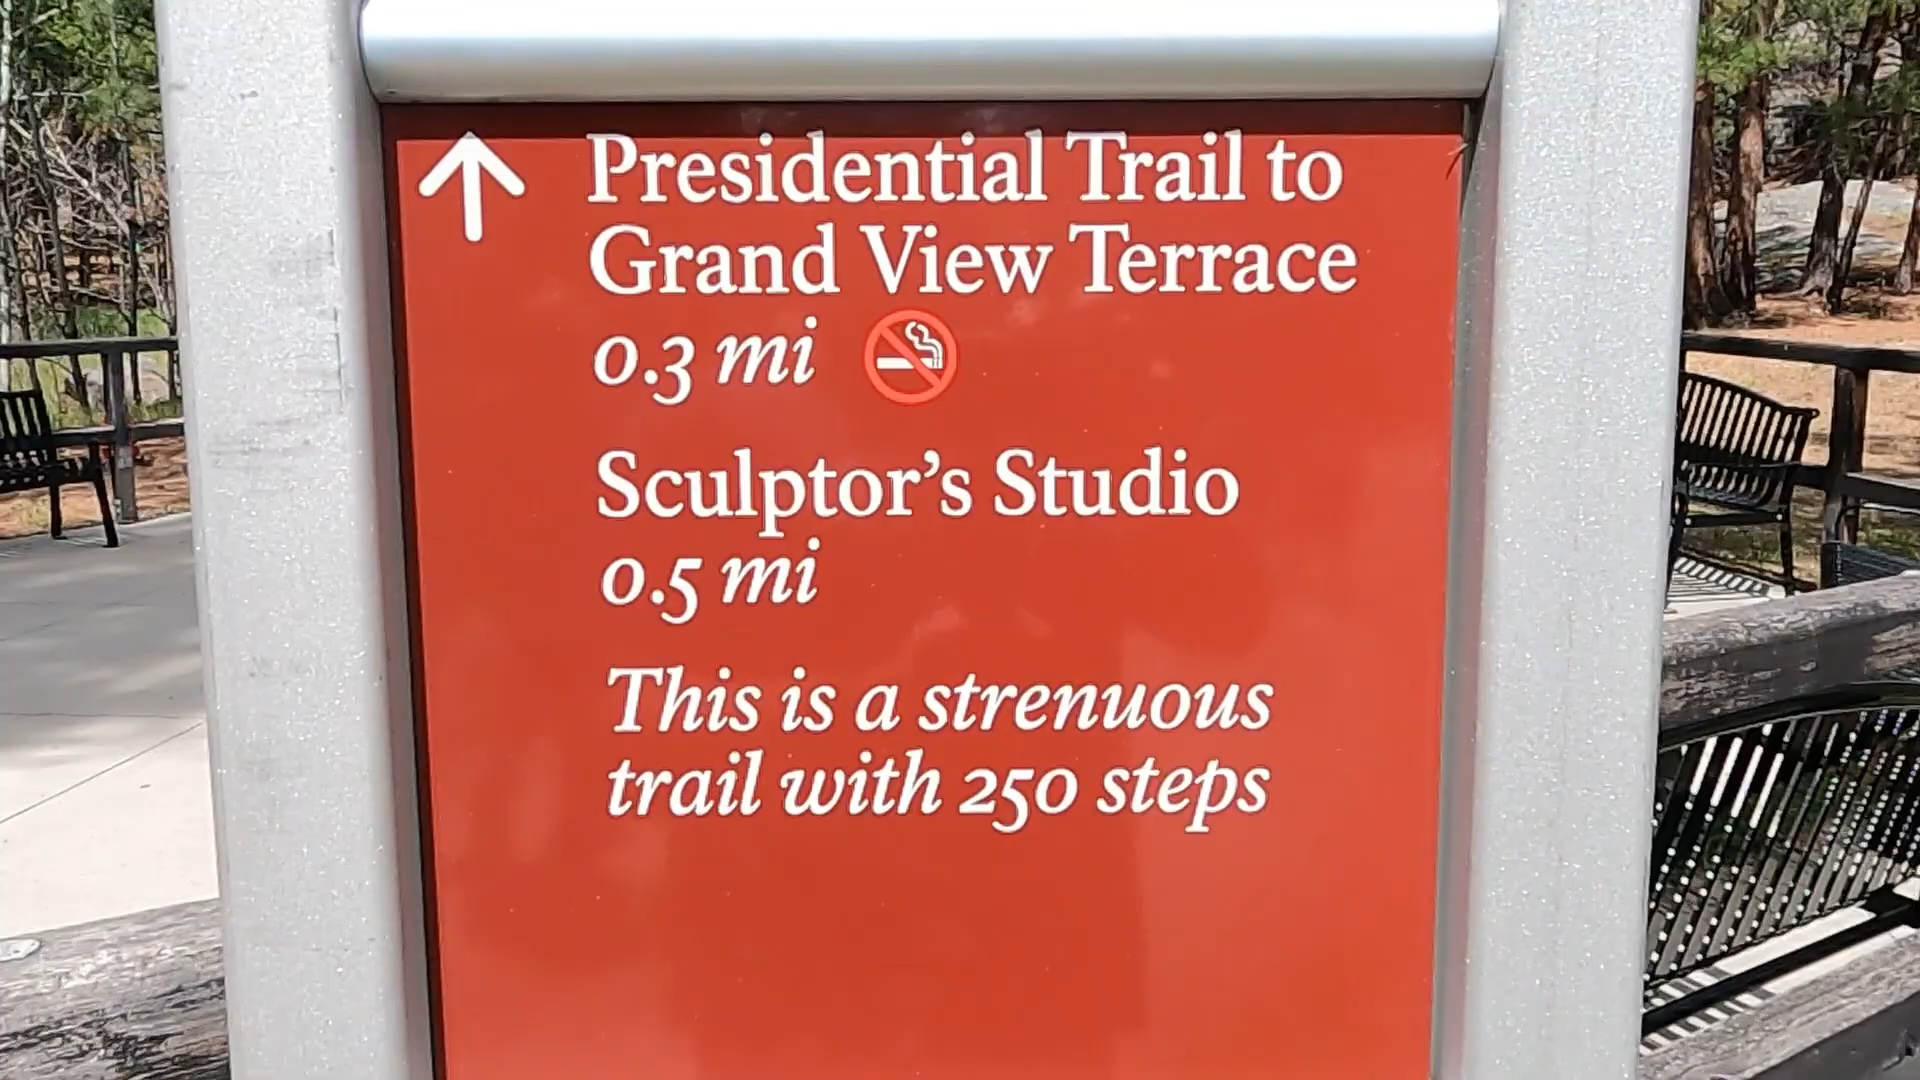 Presidential Trail to
Grand View Terrace
0.3 mi
Sculptor’s Studio
0.5 mi
This is a strenuous
trail with 250 steps